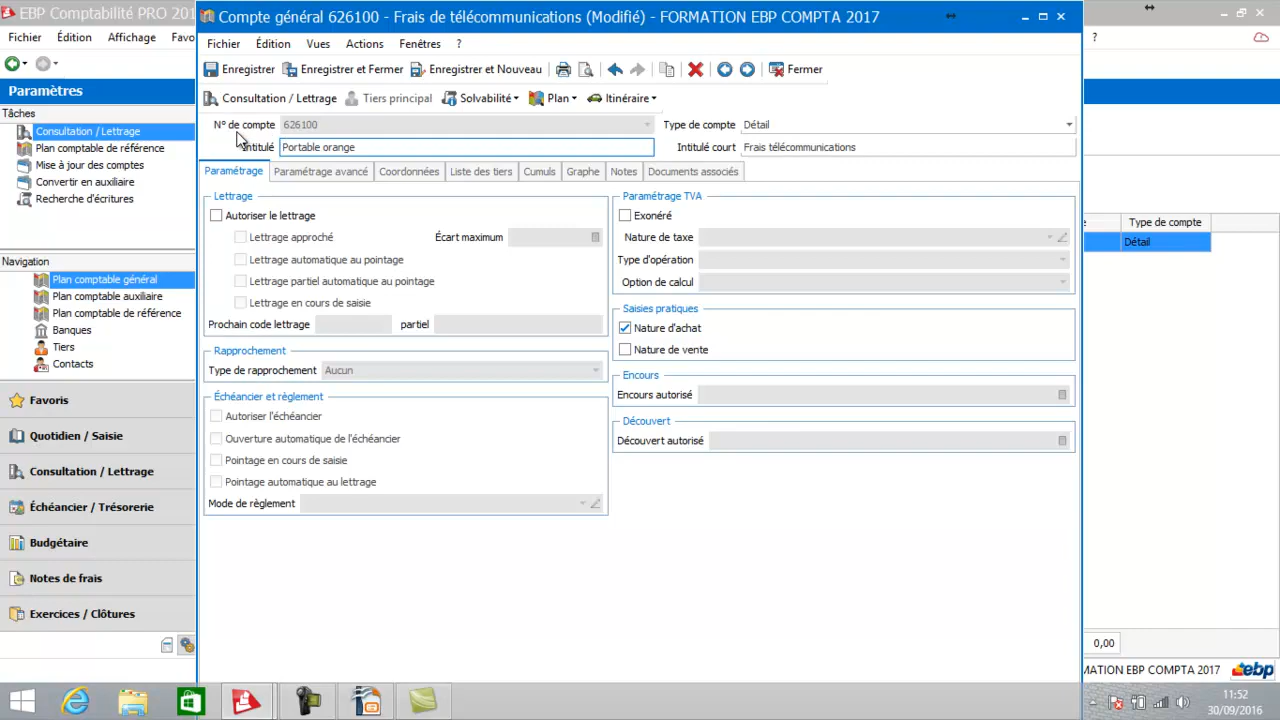 EBP Comptabilité PRO 201
Fichier Édition Affichage Favo
Paramètres
Tâches
Consultation / Lettrage
Plan comptable de référence
Mise à jour des comptes
Convertir en auxiliaire
Recherche d'écritures
Navigation
Plan comptable général
Plan comptable auxiliaire
Plan comptable de référence
Banques
Tiers
Contacts
Favoris
Quotidien / Saisie
Consultation / Lettrage
Échéancier / Trésorerie
Budgétaire
Notes de frais
Exercices / Clôtures
Compte général 626100 - Frais de télécommunications (Modifié) - FORMATION EBP COMPTA 2017
Fichier Édition Vues Actions Fenêtres ?
Enregistrer Enregistrer et Fermer Enregistrer et Nouveau Fermer
Consultation / Lettrage Tiers principal Solvabilité Plan Itinéraire
N° de compte 626100 Type de compte Détail
Intitulé Portable orange Intitulé court Frais télécommunications
Paramétrage Paramétrage avancé Coordonnées Liste des tiers Cumuls Graphe Notes Documents associés
Lettrage
Autoriser le lettrage
Lettrage approché Écart maximum
Lettrage automatique au pointage
Lettrage partiel automatique au pointage
Lettrage en cours de saisie
Prochain code lettrage partiel
Rapprochement
Type de rapprochement Aucun
Échéancier et règlement
Autoriser l'échéancier
Ouverture automatique de l'échéancier
Pointage en cours de saisie
Pointage automatique au lettrage
Mode de règlement
Paramétrage TVA
Exonéré
Nature de taxe
Type d'opération
Option de calcul
Saisies pratiques
Nature d'achat
Nature de vente
Encours
Encours autorisé
Découvert
Découvert autorisé
?
Type de compte
Détail
0,00
MATION EBP COMPTA 2017 ebp
11:52
30/09/2016